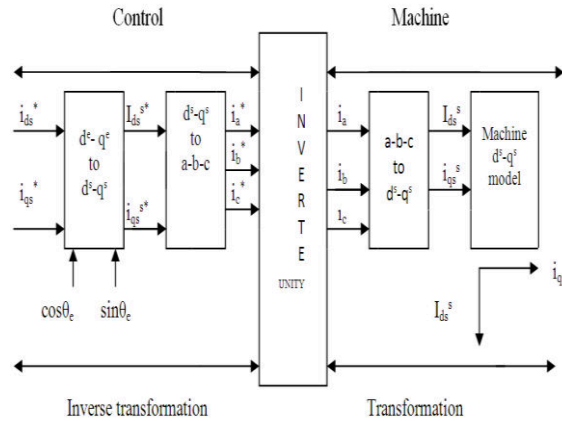 Control
Machine
i_ds*
d^e- q^e
to
d^s-q^s
I_ds^s*
d^s-q^s
to
a-b-c
i_a*
i_b*
i_c*
i_qs*
i_qs^s*
cosθ_e
sinθ_e
I
N
V
E
R
T
E
UNITY
i_a
i_b
ı_c
a-b-c
to
d^s-q^s
I_ds^s
i_qs^s
Machine
d^s-q^s
model
i_q
I_ds^s
Inverse transformation
Transformation